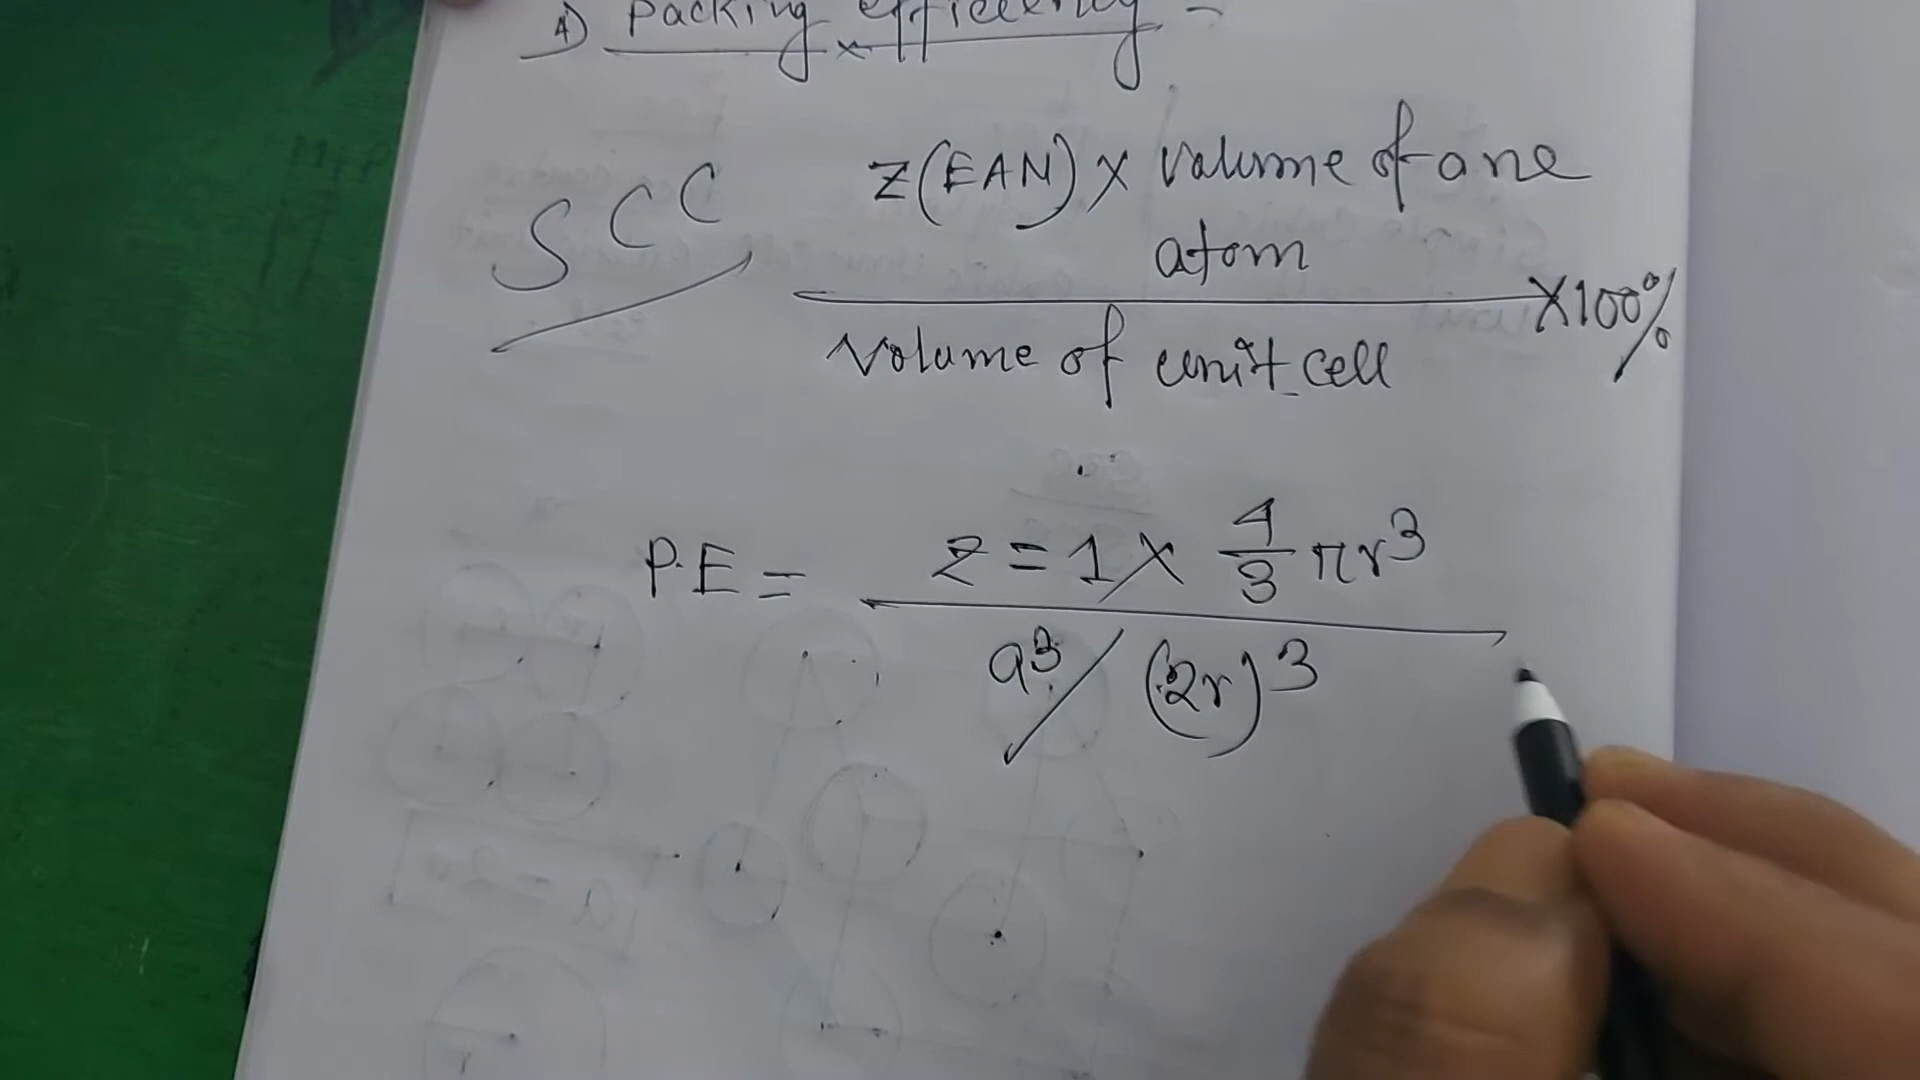 4) Packing efficiency -
SCC
Z(EAN) X Volume of one
atom
X100%
Volume of unit cell
P.E = Z = 1 X 4/3 πr³
a³ / (2r)³